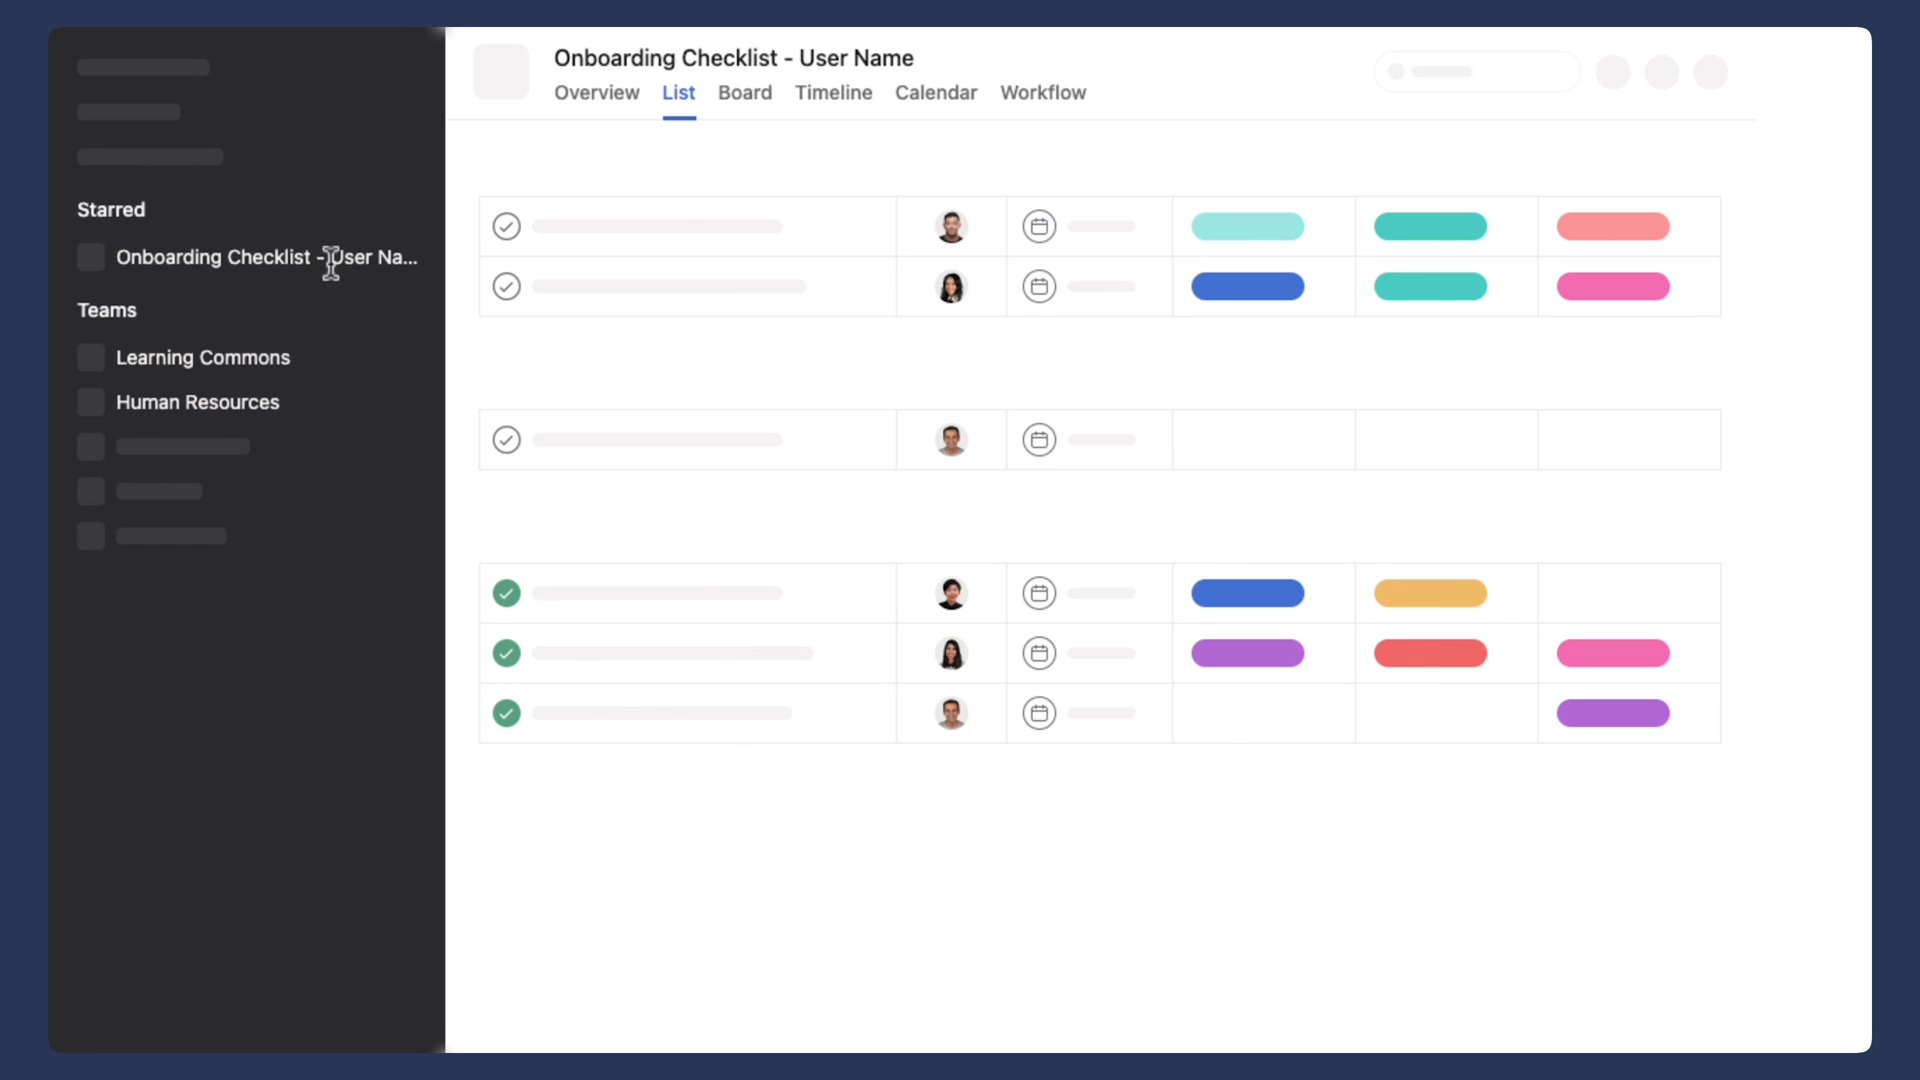 Onboarding Checklist - User Name
Overview List Board Timeline Calendar Workflow
Starred
Onboarding Checklist - User Na...
Teams
Learning Commons
Human Resources